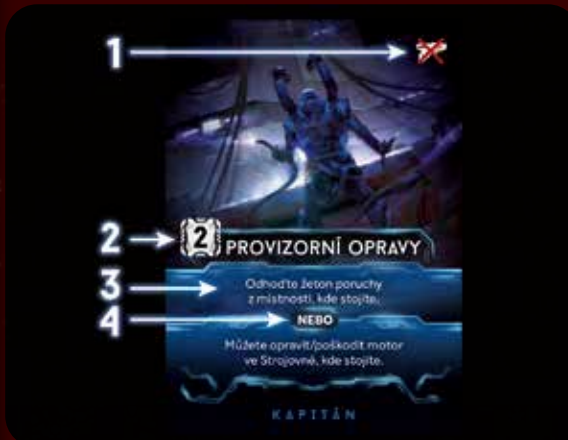 1
2
2 PROVIZORNÍ OPRAVY
3
Odhoďte žeton poruchy
z místnosti, kde stojíte.
4
NEBO
Můžete opravit/poškodit motor
ve Strojovně, kde stojíte.
KAPITÁN